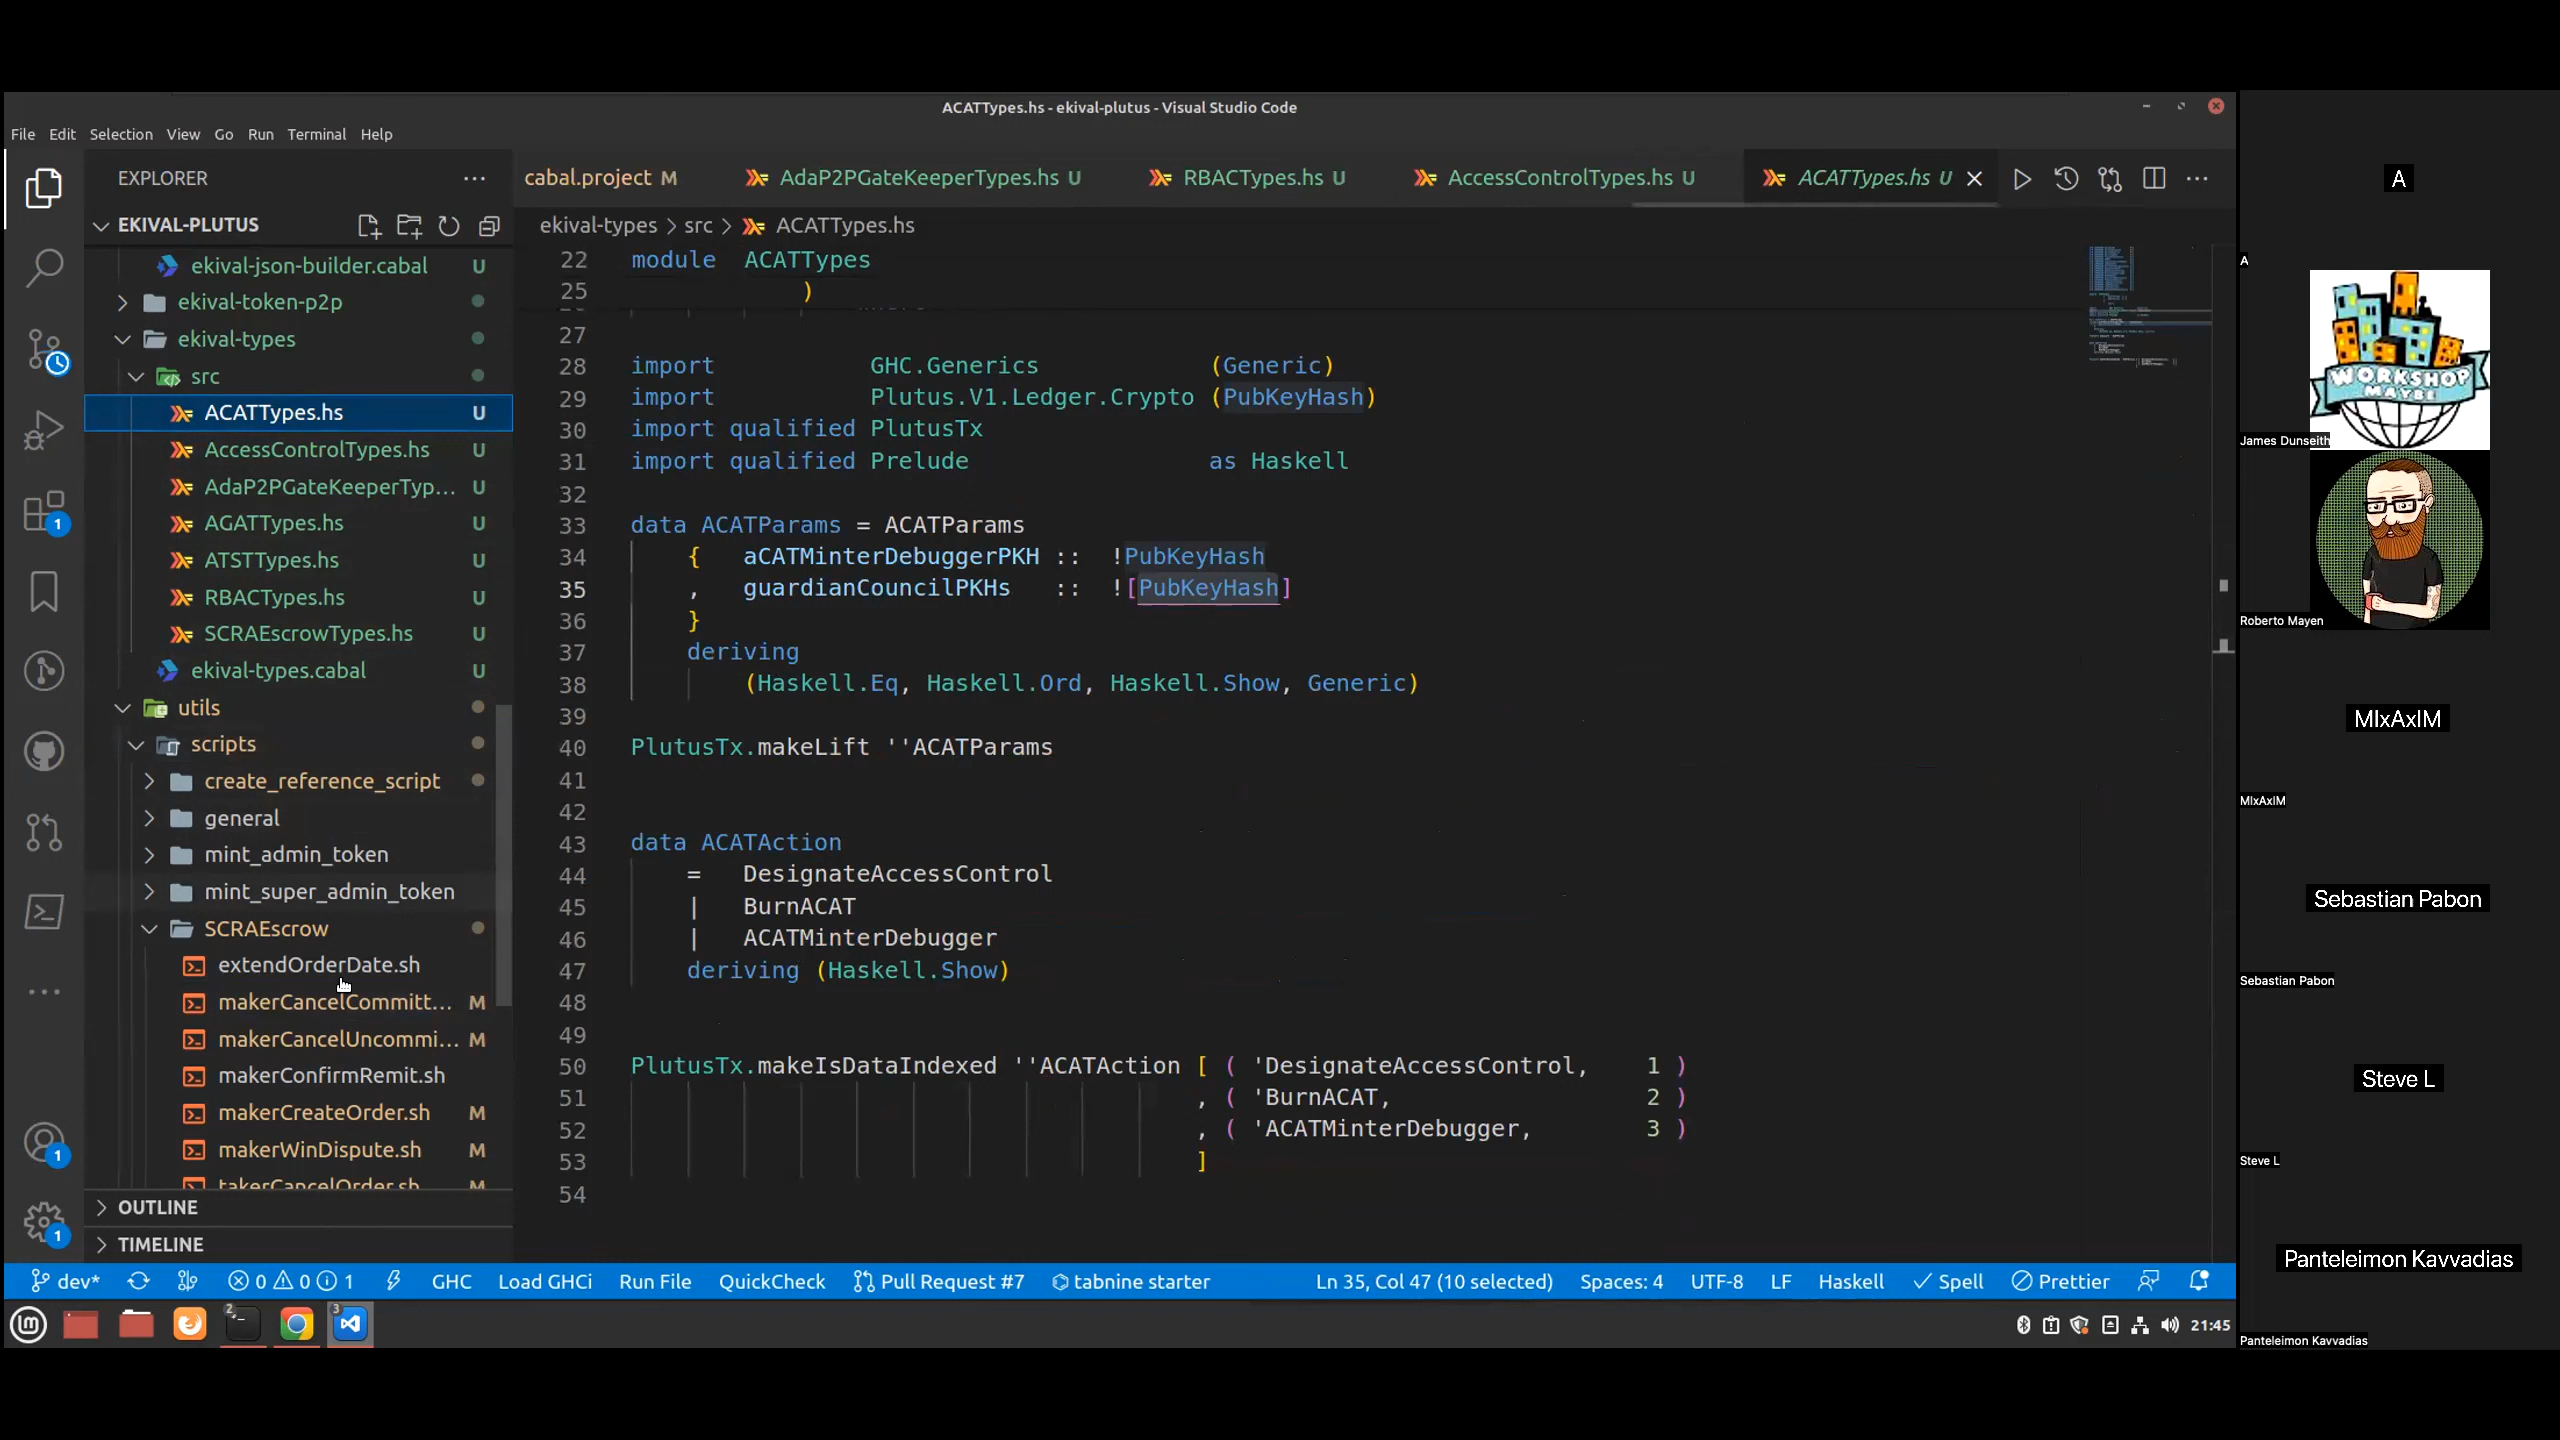 ACATTypes.hs - ekival-plutus - Visual Studio Code
File Edit Selection View Go Run Terminal Help
EXPLORER
EKIVAL-PLUTUS
ekival-json-builder.cabal U
ekival-token-p2p
ekival-types
src
ACATTypes.hs U
AccessControlTypes.hs U
AdaP2PGateKeeperTyp... U
AGATTypes.hs U
ATSTTypes.hs U
RBACTypes.hs U
SCRAEscrowTypes.hs U
ekival-types.cabal U
utils
scripts
create_reference_script
general
mint_admin_token
mint_super_admin_token
SCRAEscrow
extendOrderDate.sh
makerCancelCommitt... M
makerCancelUncommi... M
makerConfirmRemit.sh
makerCreateOrder.sh M
makerWinDispute.sh M
takerCancelOrder.sh M
OUTLINE
TIMELINE
1
1
1
cabal.project M AdaP2PGateKeeperTypes.hs U RBACTypes.hs U AccessControlTypes.hs U ACATTypes.hs U
ekival-types > src > ACATTypes.hs
22 module ACATTypes
25 )
27
28 import GHC.Generics (Generic)
29 import Plutus.V1.Ledger.Crypto (PubKeyHash)
30 import qualified PlutusTx
31 import qualified Prelude as Haskell
32
33 data ACATParams = ACATParams
34 { aCATMinterDebuggerPKH :: !PubKeyHash
35 , guardianCouncilPKHs :: ![PubKeyHash]
36 }
37 deriving
38 (Haskell.Eq, Haskell.Ord, Haskell.Show, Generic)
39
40 PlutusTx.makeLift ''ACATParams
41
42
43 data ACATAction
44 = DesignateAccessControl
45 | BurnACAT
46 | ACATMinterDebugger
47 deriving (Haskell.Show)
48
49
50 PlutusTx.makeIsDataIndexed ''ACATAction [ ( 'DesignateAccessControl, 1 )
51 , ( 'BurnACAT, 2 )
52 , ( 'ACATMinterDebugger, 3 )
53 ]
54
dev* 0 0 1 GHC Load GHCi Run File QuickCheck Pull Request #7 tabnine starter Ln 35, Col 47 (10 selected) Spaces: 4 UTF-8 LF Haskell Spell Prettier
2 3 21:45
A
A
WORKSHOP
MAYBE
James Dunseith
Roberto Mayen
MIxAxIM
MIxAxIM
Sebastian Pabon
Sebastian Pabon
Steve L
Steve L
Panteleimon Kavvadias
Panteleimon Kavvadias